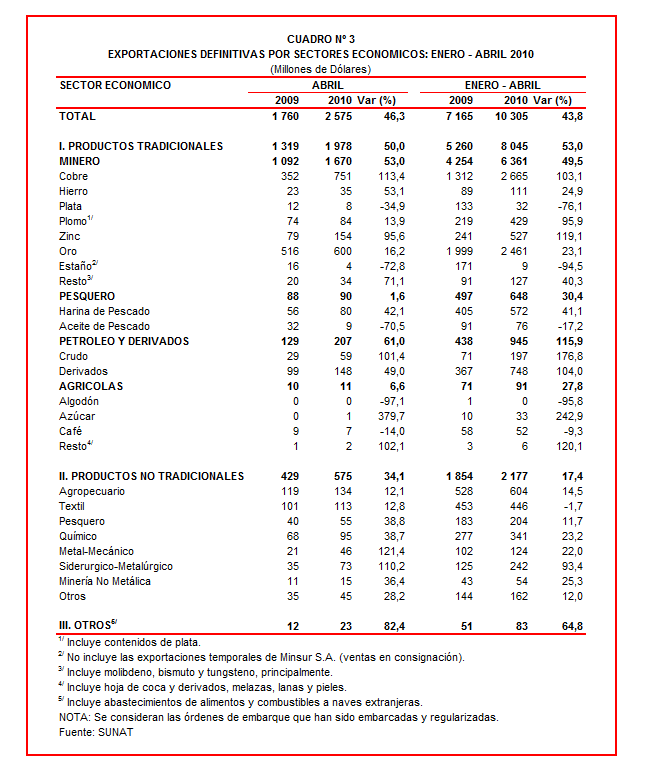 CUADRO Nº 3
EXPORTACIONES DEFINITIVAS POR SECTORES ECONOMICOS: ENERO - ABRIL 2010
(Millones de Dólares)
SECTOR ECONOMICO ABRIL ENERO - ABRIL
2009 2010 Var (%) 2009 2010 Var (%)
TOTAL 1 760 2 575 46,3 7 165 10 305 43,8
I. PRODUCTOS TRADICIONALES 1 319 1 978 50,0 5 260 8 045 53,0
MINERO 1 092 1 670 53,0 4 254 6 361 49,5
Cobre 352 751 113,4 1 312 2 665 103,1
Hierro 23 35 53,1 89 111 24,9
Plata 12 8 -34,9 133 32 -76,1
Plomo1/ 74 84 13,9 219 429 95,9
Zinc 79 154 95,6 241 527 119,1
Oro 516 600 16,2 1 999 2 461 23,1
Estaño2/ 16 4 -72,8 171 9 -94,5
Resto3/ 20 34 71,1 91 127 40,3
PESQUERO 88 90 1,6 497 648 30,4
Harina de Pescado 56 80 42,1 405 572 41,1
Aceite de Pescado 32 9 -70,5 91 76 -17,2
PETROLEO Y DERIVADOS 129 207 61,0 438 945 115,9
Crudo 29 59 101,4 71 197 176,8
Derivados 99 148 49,0 367 748 104,0
AGRICOLAS 10 11 6,6 71 91 27,8
Algodón 0 0 -97,1 1 0 -95,8
Azúcar 0 1 379,7 10 33 242,9
Café 9 7 -14,0 58 52 -9,3
Resto4/ 1 2 102,1 3 6 120,1
II. PRODUCTOS NO TRADICIONALES 429 575 34,1 1 854 2 177 17,4
Agropecuario 119 134 12,1 528 604 14,5
Textil 101 113 12,8 453 446 -1,7
Pesquero 40 55 38,8 183 204 11,7
Químico 68 95 38,7 277 341 23,2
Metal-Mecánico 21 46 121,4 102 124 22,0
Siderurgico-Metalúrgico 35 73 110,2 125 242 93,4
Minería No Metálica 11 15 36,4 43 54 25,3
Otros 35 45 28,2 144 162 12,0
III. OTROS5/ 12 23 82,4 51 83 64,8
1/ Incluye contenidos de plata.
2/ No incluye las exportaciones temporales de Minsur S.A. (ventas en consignación).
3/ Incluye molibdeno, bismuto y tungsteno, principalmente.
4/ Incluye hoja de coca y derivados, melazas, lanas y pieles.
5/ Incluye abastecimientos de alimentos y combustibles a naves extranjeras.
NOTA: Se consideran las órdenes de embarque que han sido embarcadas y regularizadas.
Fuente: SUNAT